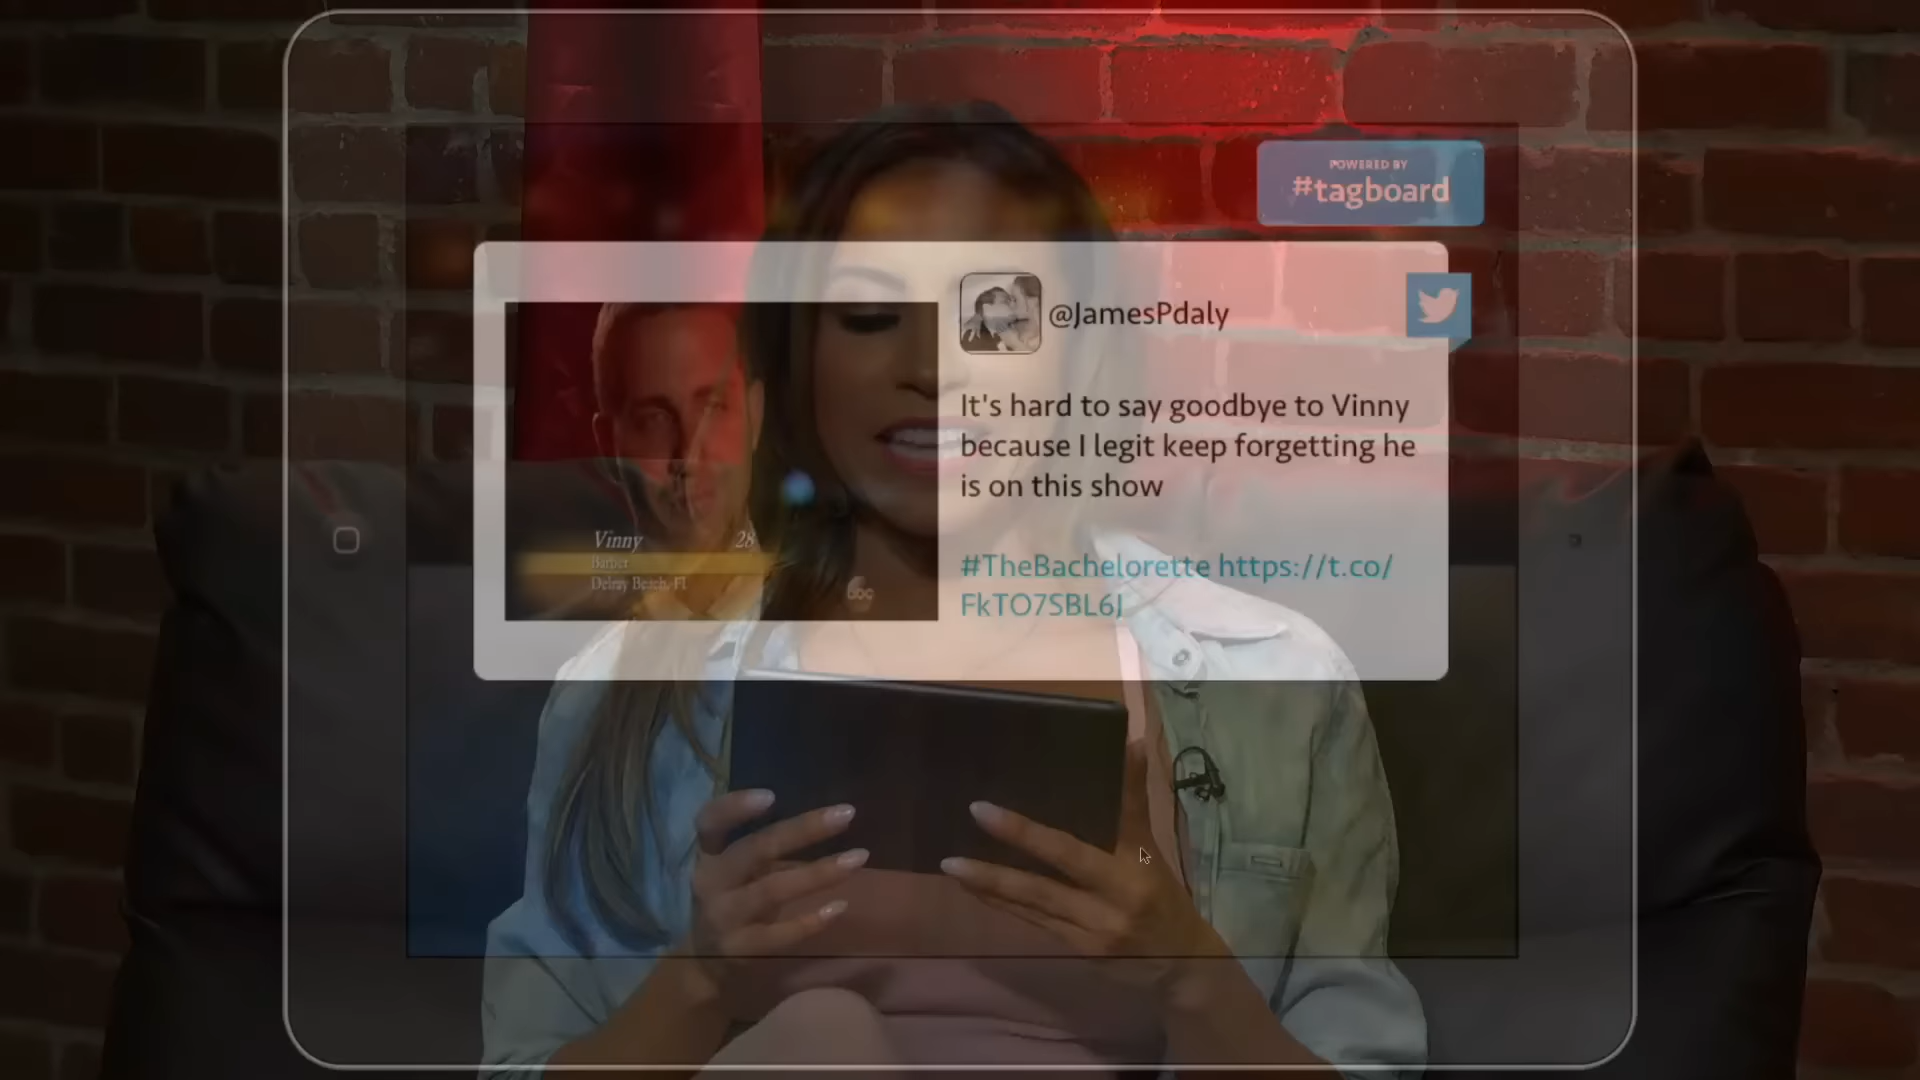 POWERED BY
#tagboard
@JamesPdaly
It's hard to say goodbye to Vinny
because I legit keep forgetting he
is on this show
#TheBachelorette https://t.co/
FkTO7SBL6J
Vinny 28
Barber
Delray Beach, FL
abc